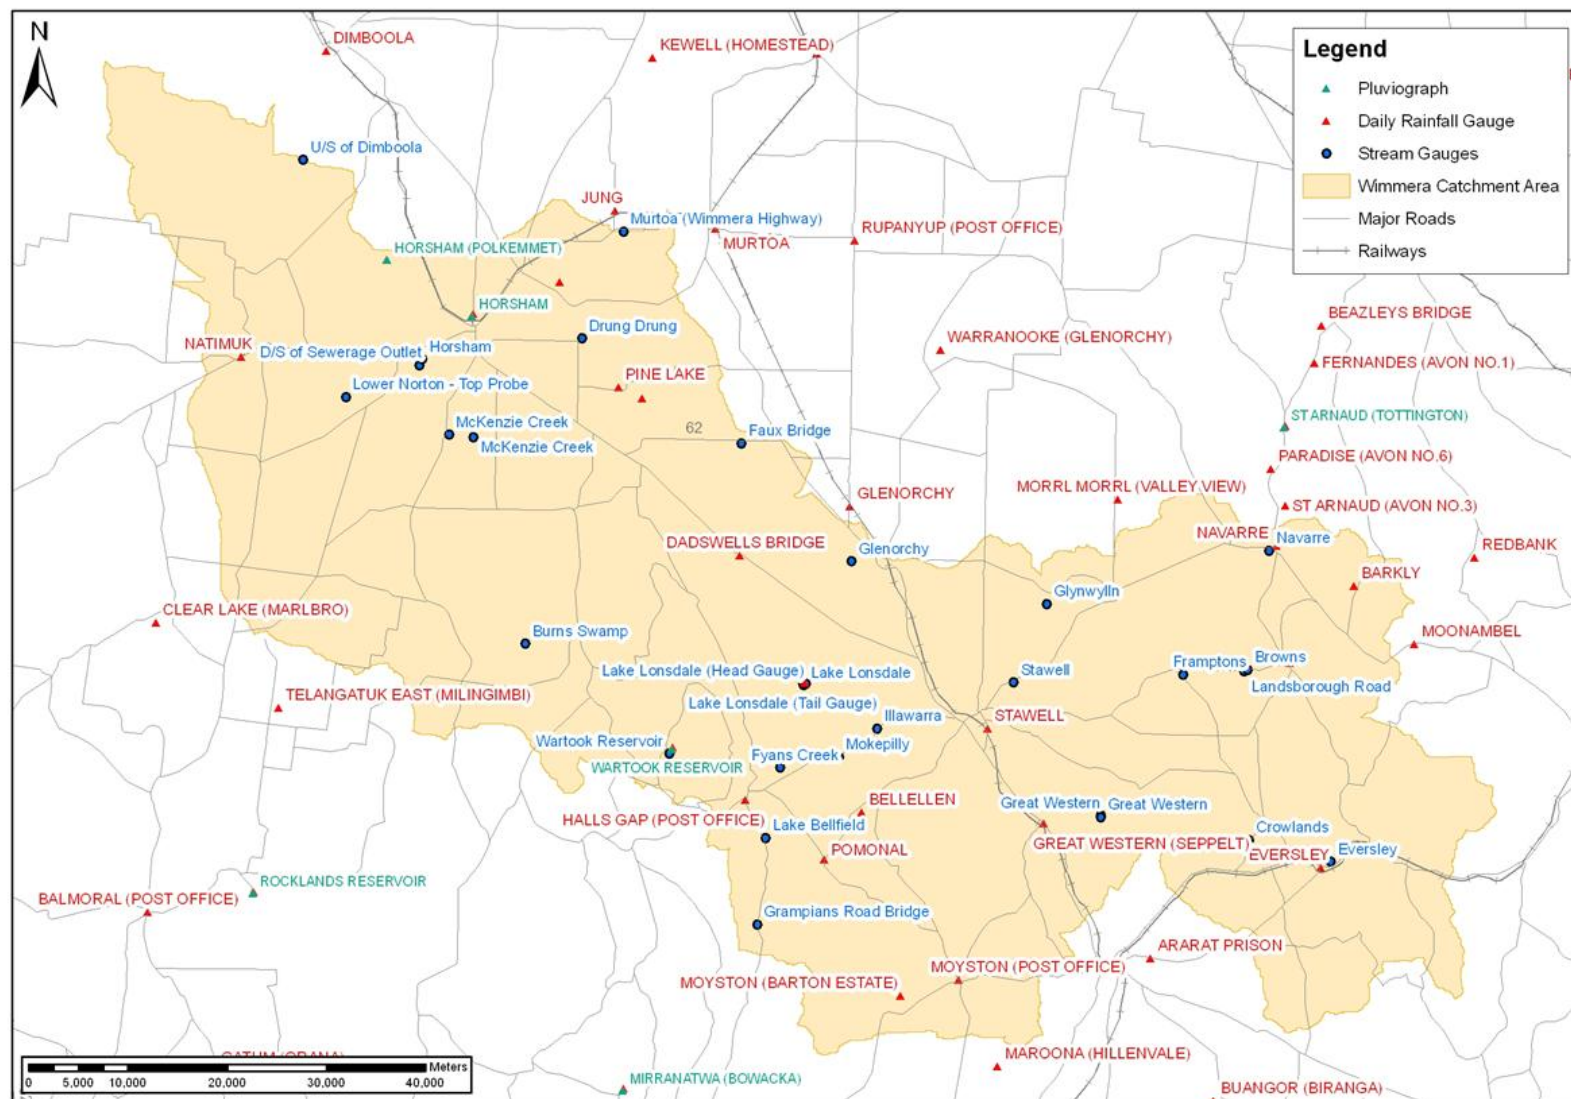 N
DIMBOOLA
KEWELL (HOMESTEAD)
Legend
Pluviograph
Daily Rainfall Gauge
Stream Gauges
Wimmera Catchment Area
Major Roads
Railways
U/S of Dimboola
JUNG
Murtoa (Wimmera Highway)
MURTOA
RUPANYUP (POST OFFICE)
HORSHAM (POLKEMMET)
HORSHAM
BEAZLEYS BRIDGE
Drung Drung
WARRANOOKE (GLENORCHY)
NATIMUK
D/S of Sewerage Outlet
Horsham
FERNANDES (AVON NO.1)
PINE LAKE
Lower Norton - Top Probe
ST ARNAUD (TOTTINGTON)
McKenzie Creek
McKenzie Creek
62
Faux Bridge
PARADISE (AVON NO.6)
MORRL MORRL (VALLEY VIEW)
GLENORCHY
ST ARNAUD (AVON NO.3)
NAVARRE
Navarre
DADSWELLS BRIDGE
Glenorchy
REDBANK
BARKLY
Glynwylln
CLEAR LAKE (MARLBRO)
Burns Swamp
MOONAMBEL
Lake Lonsdale (Head Gauge)
Lake Lonsdale
Stawell
Framptons
Browns
Landsborough Road
TELANGATUK EAST (MILINGIMBI)
Lake Lonsdale (Tail Gauge)
Illawarra
STAWELL
Wartook Reservoir
Mokepilly
Fyans Creek
WARTOOK RESERVOIR
BELLELLEN
Great Western
Great Western
HALLS GAP (POST OFFICE)
Lake Bellfield
Crowlands
GREAT WESTERN (SEPPELT)
EVERSLEY
Eversley
POMONAL
ROCKLANDS RESERVOIR
BALMORAL (POST OFFICE)
Grampians Road Bridge
ARARAT PRISON
MOYSTON (POST OFFICE)
MOYSTON (BARTON ESTATE)
MAROONA (HILLENVALE)
Meters
0 5,000 10,000 20,000 30,000 40,000
MIRRANATWA (BOWACKA)
BUANGOR (BIRANGA)